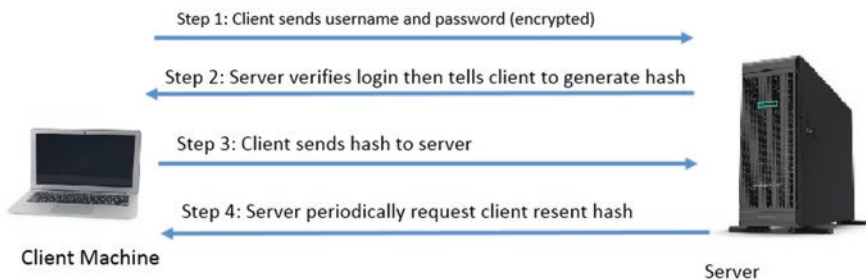 Step 1: Client sends username and password (encrypted)
Step 2: Server verifies login then tells client to generate hash
Step 3: Client sends hash to server
Step 4: Server periodically request client resent hash
Client Machine
Server